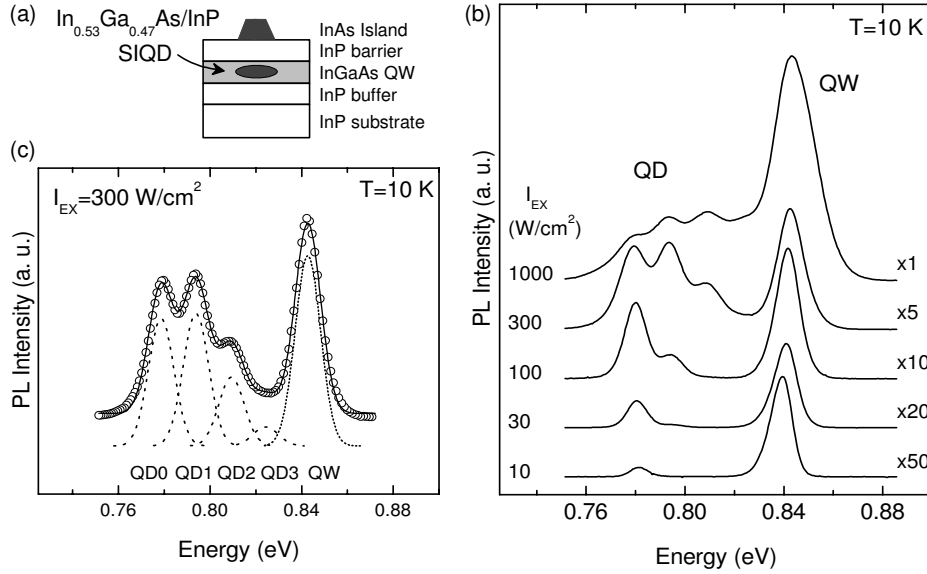 (a)
In0.53Ga0.47As/InP
SIQD
InAs Island
InP barrier
InGaAs QW
InP buffer
InP substrate
(b)
T=10 K
QW
QD
IEX
(W/cm2)
1000
x1
300
x5
100
x10
30
x20
10
x50
PL Intensity (a. u.)
0.76
0.80
0.84
0.88
Energy (eV)
(c)
IEX=300 W/cm2
T=10 K
PL Intensity (a. u.)
QD0 QD1 QD2 QD3 QW
0.76
0.80
0.84
0.88
Energy (eV)